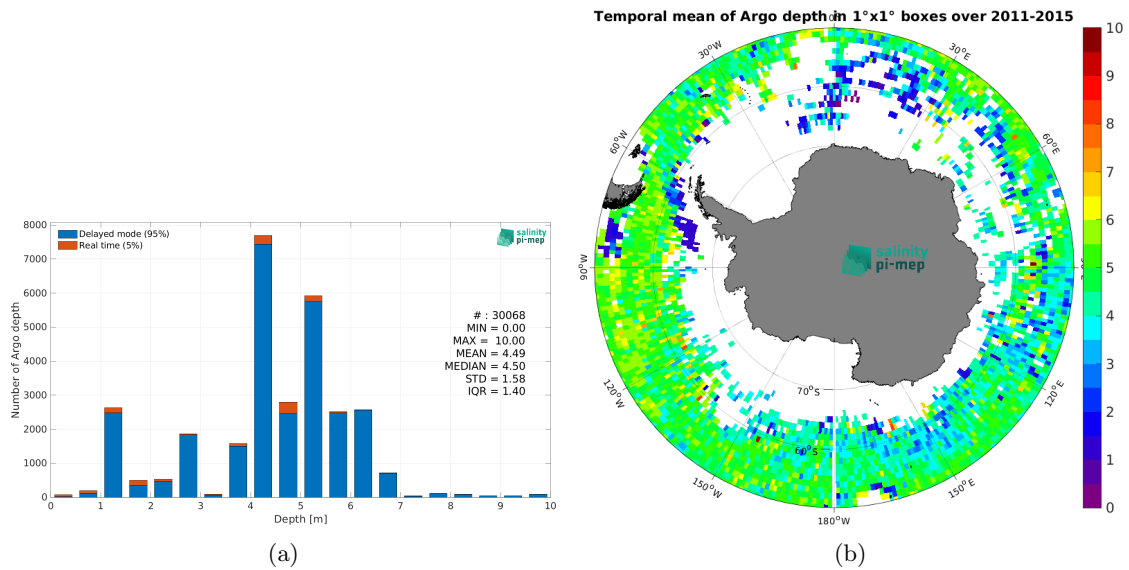 Temporal mean of Argo depth in 1°x1° boxes over 2011-2015
8000
7000
6000
5000
4000
3000
2000
1000
0
Number of Argo depth
Delayed mode (95%)
Real time (5%)
salinity
pi-mep
# : 30068
MIN = 0.00
MAX = 10.00
MEAN = 4.49
MEDIAN = 4.50
STD = 1.58
IQR = 1.40
0 1 2 3 4 5 6 7 8 9 10
Depth [m]
(a)
30°W
30°E
60°W
60°E
90°W
salinity
pi-mep
120°W
120°E
70°S
60°S
150°W
150°E
180°W
10
9
8
7
6
5
4
3
2
1
0
(b)